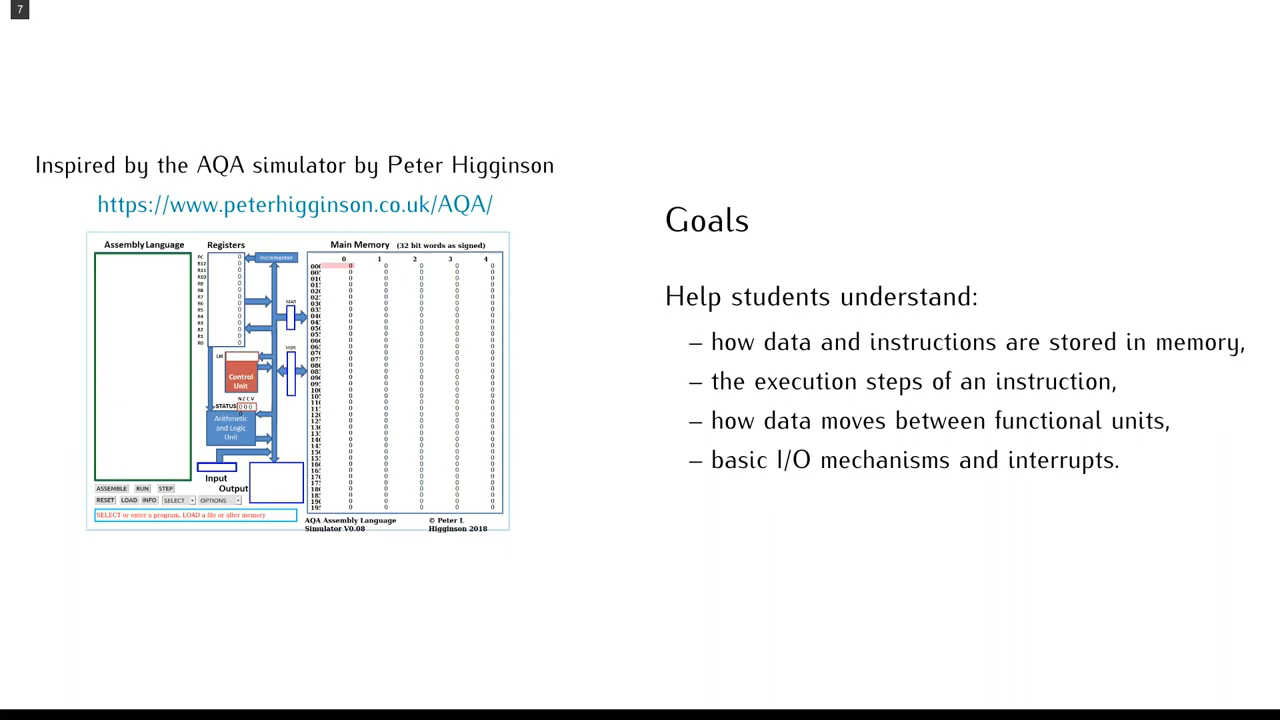 7
Inspired by the AQA simulator by Peter Higginson
https://www.peterhigginson.co.uk/AQA/
Assembly Language
Registers
Main Memory (32 bit words as signed)
0 1 2 3 4
PC
R12
R11
R10
R9
R8
R7
R6
R5
R4
R3
R2
R1
R0
Incrementer
MAR
MDR
CIR
Control
Unit
N Z C V
STATUS
Arithmetic
and Logic
Unit
Input
Output
ASSEMBLE RUN STEP
RESET LOAD INFO SELECT OPTIONS
SELECT or enter a program, LOAD a file or alter memory
AQA Assembly Language
Simulator V0.08
© Peter L
Higginson 2018
Goals
Help students understand:
– how data and instructions are stored in memory,
– the execution steps of an instruction,
– how data moves between functional units,
– basic I/O mechanisms and interrupts.